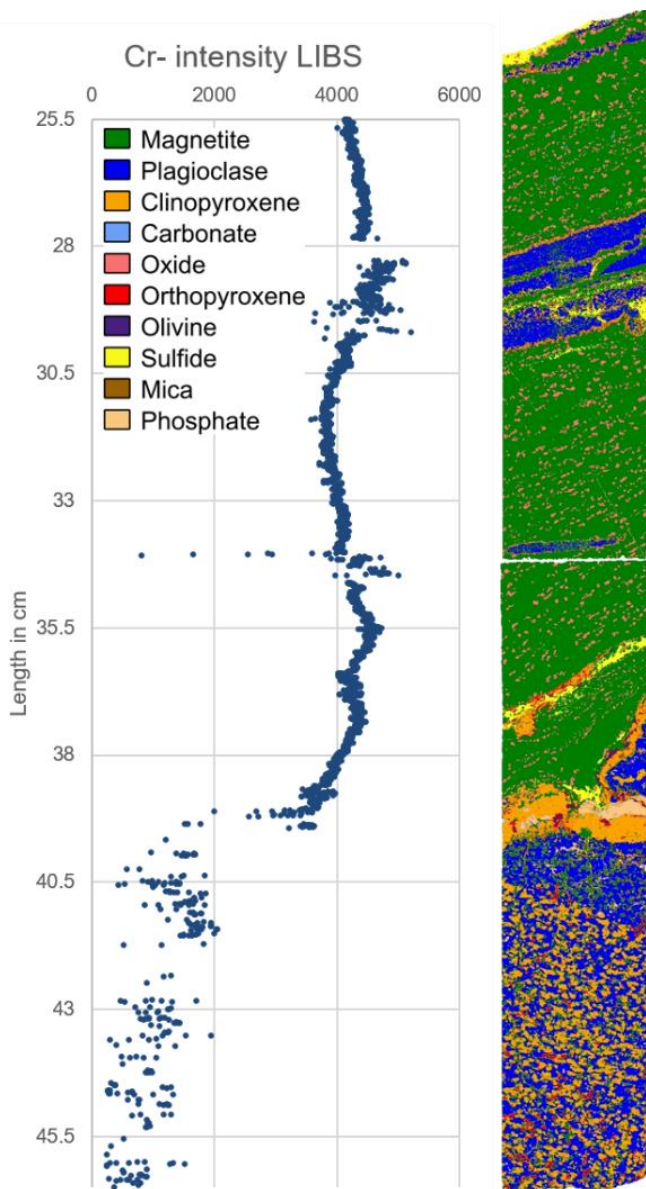 Cr- intensity LIBS
0 2000 4000 6000
25.5
Magnetite
Plagioclase
Clinopyroxene
Carbonate
Oxide
Orthopyroxene
Olivine
Sulfide
Mica
Phosphate
28
30.5
33
35.5
38
40.5
43
45.5
Length in cm